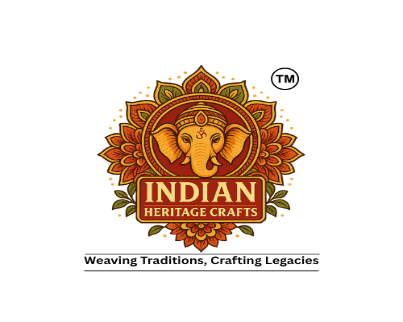 TM
ॐ
INDIAN
HERITAGE CRAFTS
Weaving Traditions, Crafting Legacies